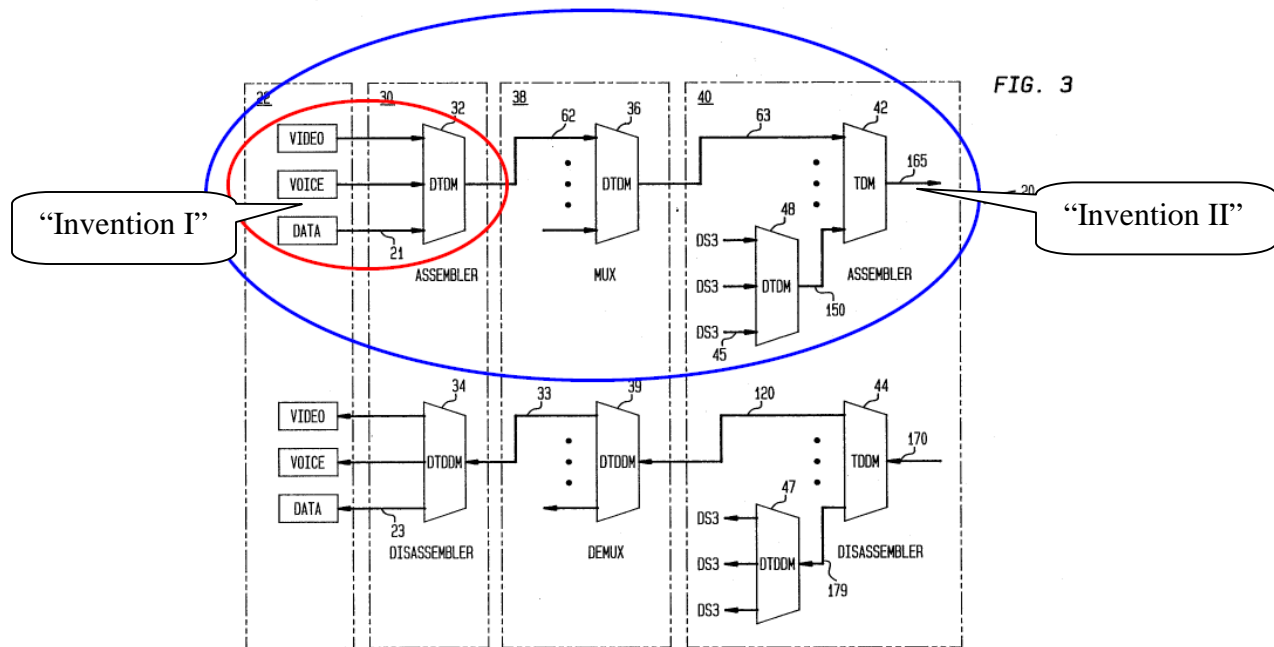 FIG. 3
22
30
32
38
62
36
40
63
42
VIDEO
VOICE
DATA
21
DTDM
DTDM
TDM
165
20
“Invention I”
“Invention II”
48
DS3
DS3
DS3
45
DTDM
150
ASSEMBLER
MUX
ASSEMBLER
34
33
39
120
44
VIDEO
VOICE
DATA
23
DTDDM
DTDDM
TDDM
170
47
DS3
DS3
DS3
DTDDM
179
DISASSEMBLER
DEMUX
DISASSEMBLER